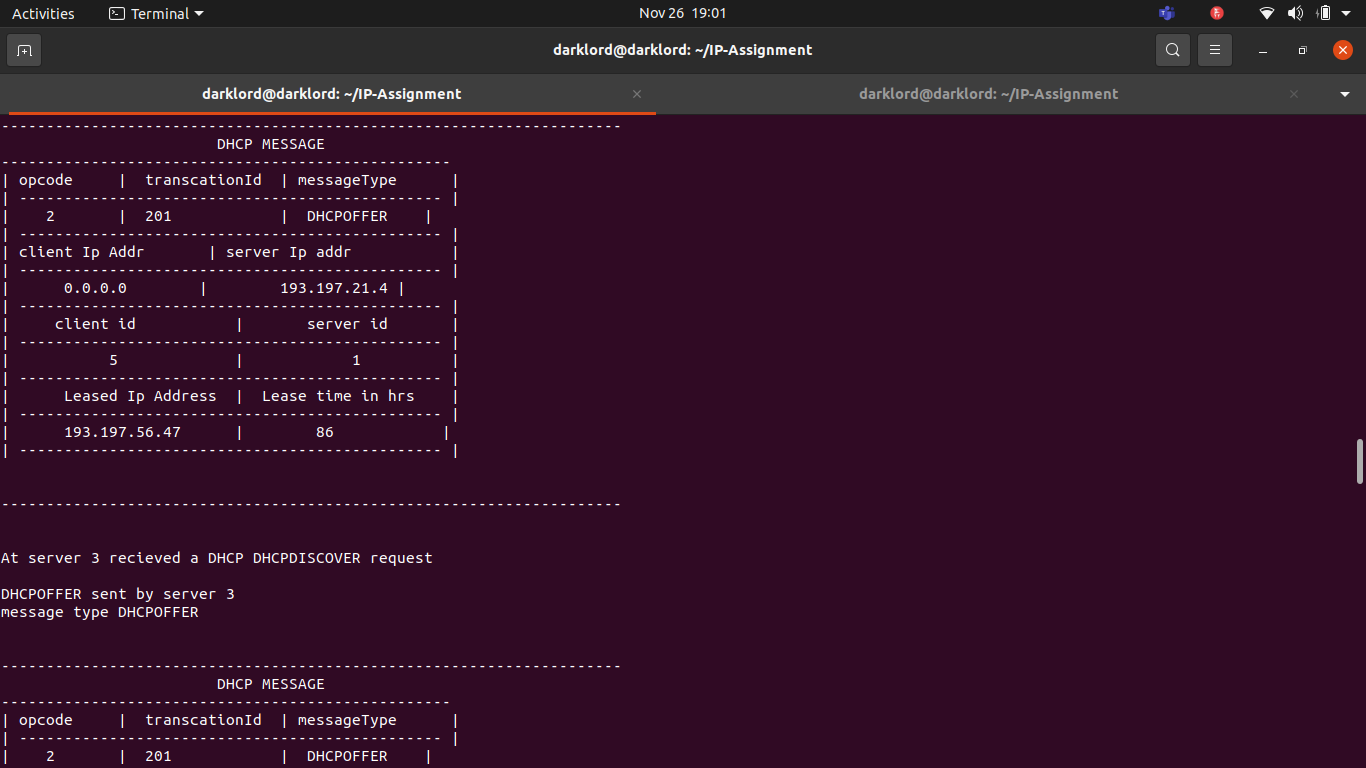 Activities Terminal Nov 26 19:01
darklord@darklord: ~/IP-Assignment
darklord@darklord: ~/IP-Assignment × darklord@darklord: ~/IP-Assignment ×
---------------------------------------------------------------------
                        DHCP MESSAGE
--------------------------------------------------
| opcode     |  transcationId  | messageType      |
| ----------------------------------------------- |
|    2       |  201            |  DHCPOFFER    |
| ----------------------------------------------- |
| client Ip Addr       | server Ip addr           |
| ----------------------------------------------- |
|      0.0.0.0        |        193.197.21.4 |
| ----------------------------------------------- |
|     client id           |       server id       |
| ----------------------------------------------- |
|           5             |            1          |
| ----------------------------------------------- |
|      Leased Ip Address  |  Lease time in hrs    |
| ----------------------------------------------- |
|      193.197.56.47      |        86            |
| ----------------------------------------------- |
---------------------------------------------------------------------
At server 3 recieved a DHCP DHCPDISCOVER request
DHCPOFFER sent by server 3
message type DHCPOFFER
---------------------------------------------------------------------
                        DHCP MESSAGE
--------------------------------------------------
| opcode     |  transcationId  | messageType      |
| ----------------------------------------------- |
|    2       |  201            |  DHCPOFFER    |